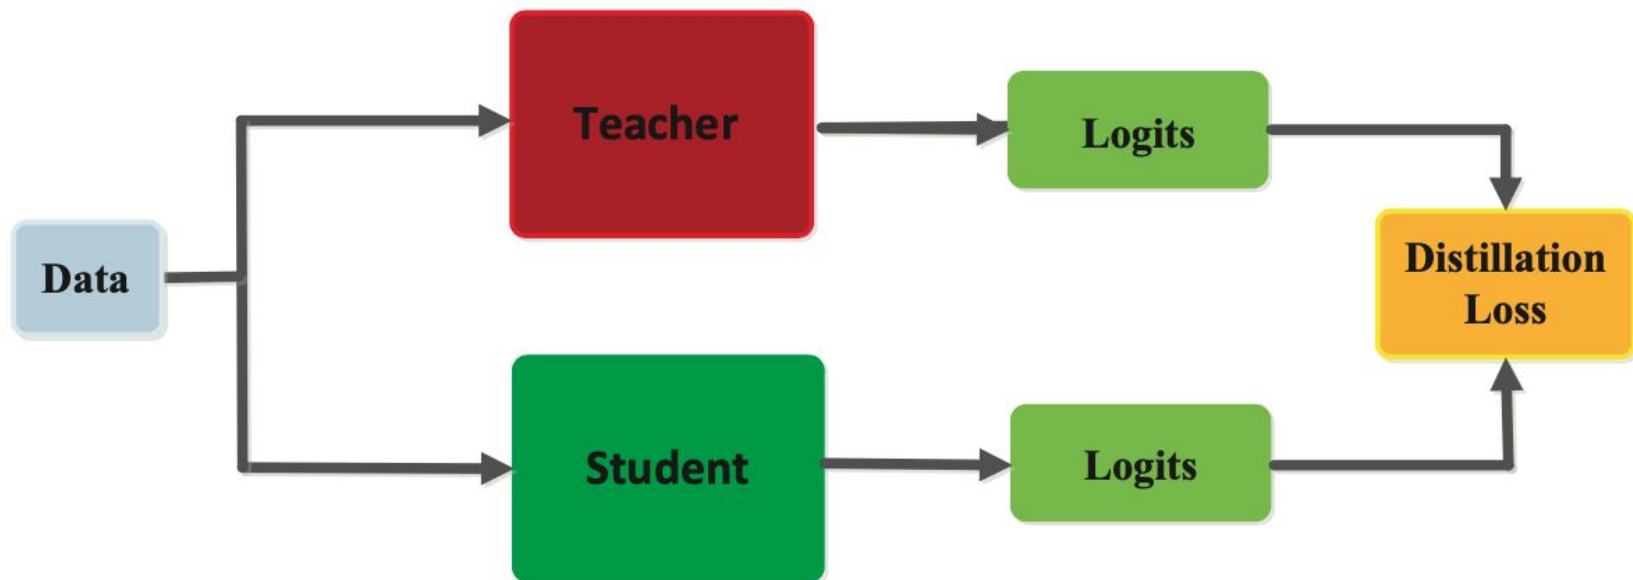 Data
Teacher
Logits
Distillation
Loss
Student
Logits